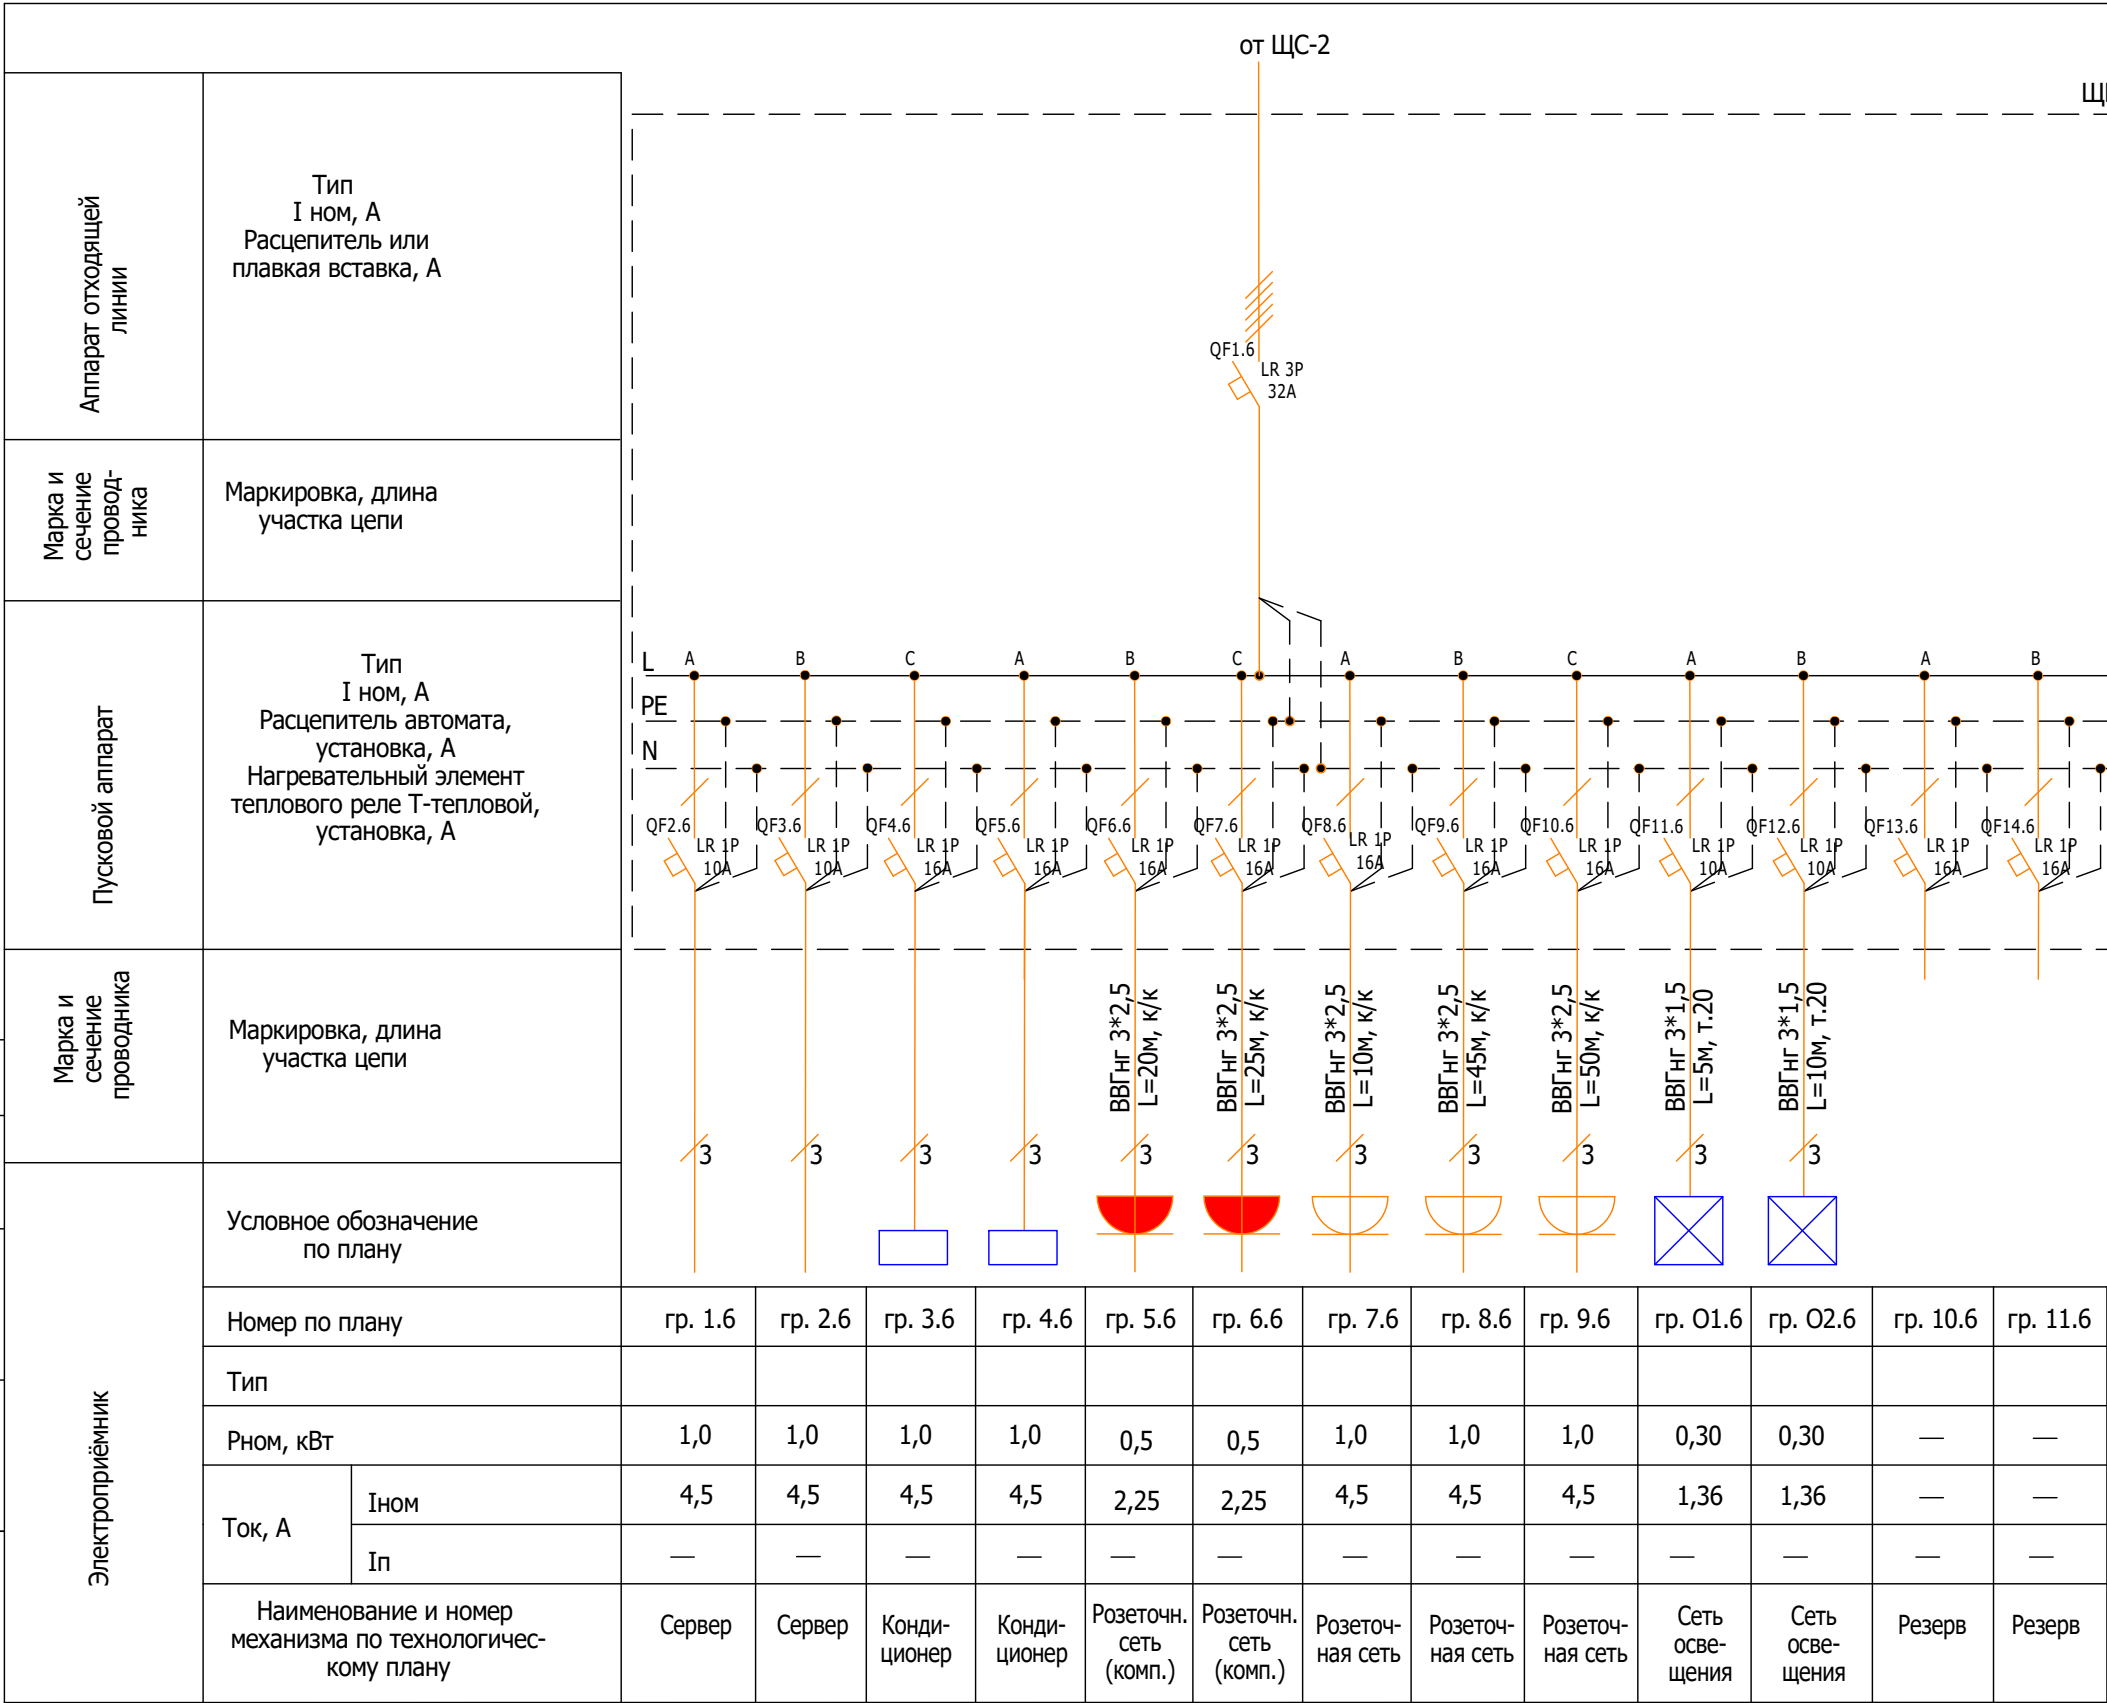 от ЩС-2
Аппарат отходящей
линии
Тип
I ном, А
Расцепитель или
плавкая вставка, А
QF1.6
LR 3P
32A
Марка и
сечение
провод-
ника
Маркировка, длина
участка цепи
Пусковой аппарат
Тип
I ном, А
Расцепитель автомата,
установка, А
Нагревательный элемент
теплового реле Т-тепловой,
установка, А
L
A B C A B C A B C A B A B
PE
N
QF2.6 QF3.6 QF4.6 QF5.6 QF6.6 QF7.6 QF8.6 QF9.6 QF10.6 QF11.6 QF12.6 QF13.6 QF14.6
LR 1P LR 1P LR 1P LR 1P LR 1P LR 1P LR 1P LR 1P LR 1P LR 1P LR 1P LR 1P LR 1P
10A 10A 16A 16A 16A 16A 16A 16A 16A 10A 10A 16A 16A
Марка и
сечение
проводника
Маркировка, длина
участка цепи
ВВГнг 3*2,5
L=20м, к/к
ВВГнг 3*2,5
L=25м, к/к
ВВГнг 3*2,5
L=10м, к/к
ВВГнг 3*2,5
L=45м, к/к
ВВГнг 3*2,5
L=50м, к/к
ВВГнг 3*1,5
L=5м, т.20
ВВГнг 3*1,5
L=10м, т.20
3 3 3 3 3 3 3 3 3 3 3
Электроприёмник
Условное обозначение
по плану
Номер по плану гр. 1.6 гр. 2.6 гр. 3.6 гр. 4.6 гр. 5.6 гр. 6.6 гр. 7.6 гр. 8.6 гр. 9.6 гр. О1.6 гр. О2.6 гр. 10.6 гр. 11.6
Тип
Рном, кВт 1,0 1,0 1,0 1,0 0,5 0,5 1,0 1,0 1,0 0,30 0,30 — —
Ток, А
Iном 4,5 4,5 4,5 4,5 2,25 2,25 4,5 4,5 4,5 1,36 1,36 — —
Iп — — — — — — — — — — — — —
Наименование и номер
механизма по технологичес-
кому плану
Сервер
Сервер
Конди-
ционер
Конди-
ционер
Розеточн.
сеть
(комп.)
Розеточн.
сеть
(комп.)
Розеточ-
ная сеть
Розеточ-
ная сеть
Розеточ-
ная сеть
Сеть
осве-
щения
Сеть
осве-
щения
Резерв
Резерв